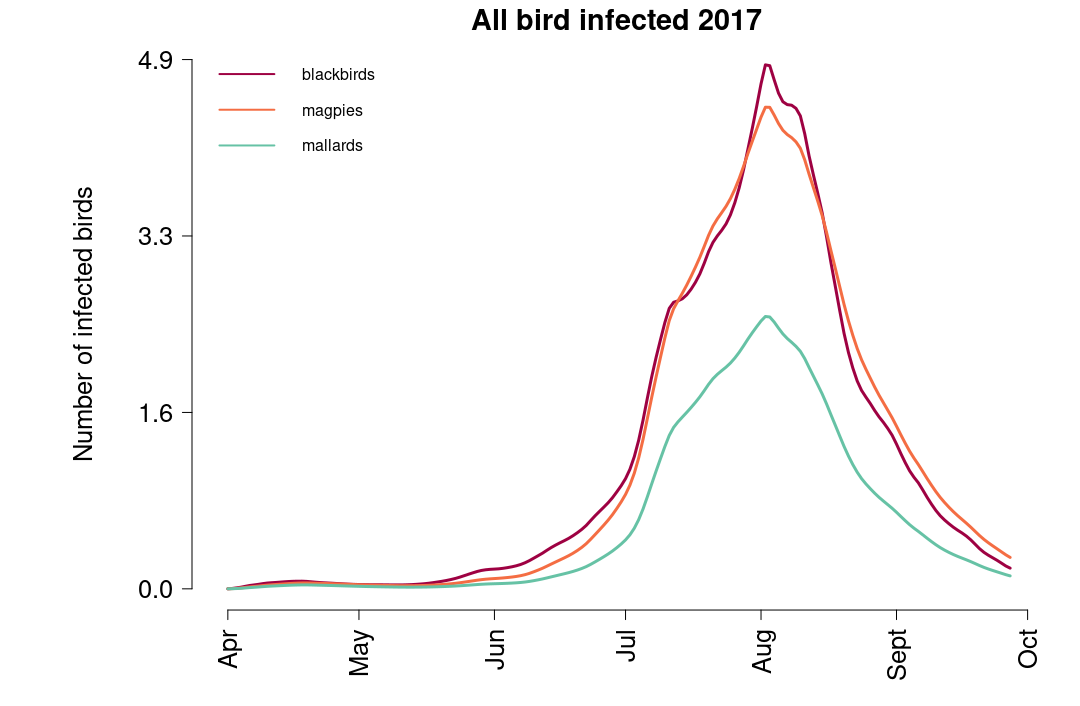 All bird infected 2017
4.9
3.3
1.6
0.0
Number of infected birds
blackbirds
magpies
mallards
Apr
May
Jun
Jul
Aug
Sept
Oct